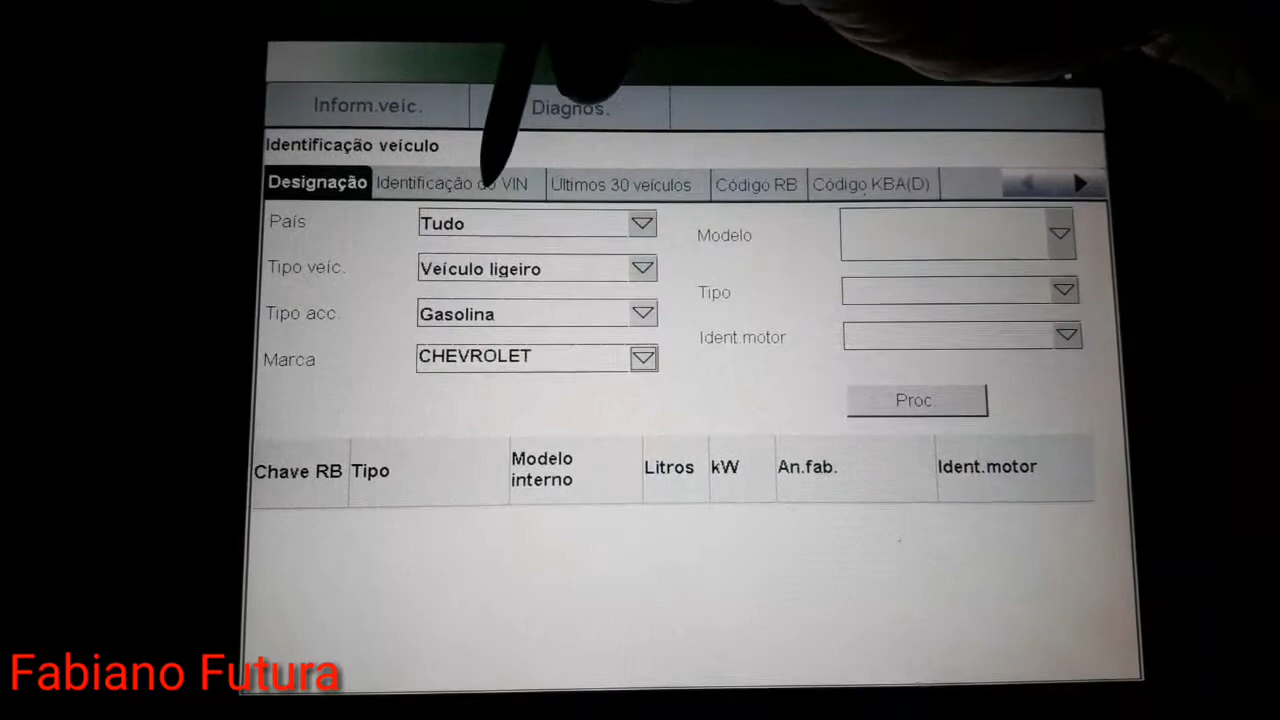 Inform.veíc. Diagnos.
Identificação veículo
Designação Identificação do VIN Últimos 30 veículos Código RB Código KBA(D)
País Tudo Modelo
Tipo veíc. Veículo ligeiro Tipo
Tipo acc. Gasolina Ident.motor
Marca CHEVROLET
Proc.
Chave RB Tipo Modelo interno Litros kW An.fab. Ident.motor
Fabiano Futura